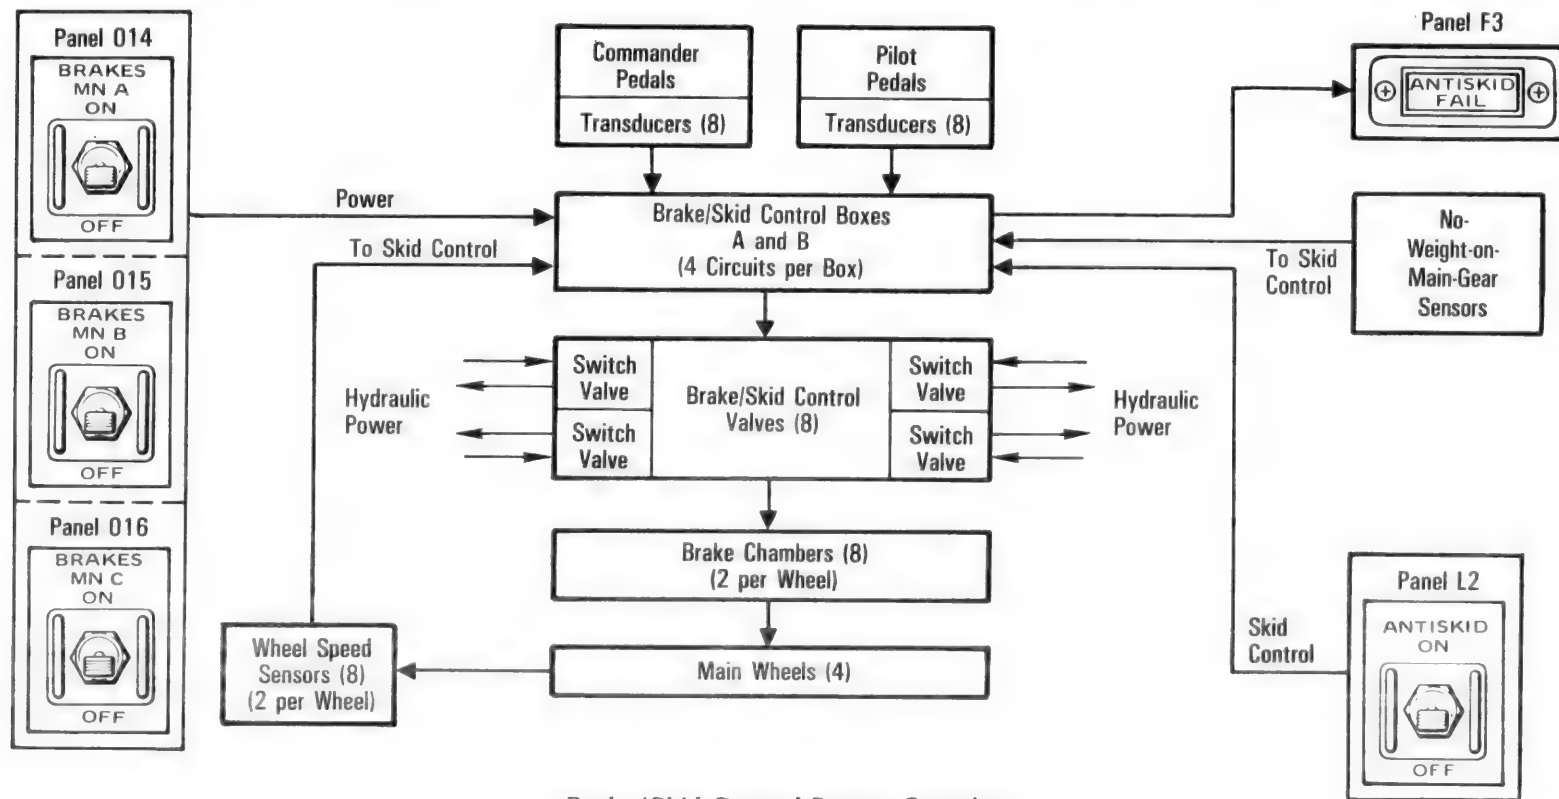 Panel O14
BRAKES
MN A
ON
OFF
Panel O15
BRAKES
MN B
ON
OFF
Panel O16
BRAKES
MN C
ON
OFF
Commander
Pedals
Transducers (8)
Pilot
Pedals
Transducers (8)
Panel F3
ANTISKID
FAIL
Power
To Skid Control
Brake/Skid Control Boxes
A and B
(4 Circuits per Box)
To Skid
Control
No-
Weight-on-
Main-Gear
Sensors
Hydraulic
Power
Switch
Valve
Switch
Valve
Brake/Skid Control
Valves (8)
Switch
Valve
Switch
Valve
Hydraulic
Power
Brake Chambers (8)
(2 per Wheel)
Wheel Speed
Sensors (8)
(2 per Wheel)
Main Wheels (4)
Skid
Control
Panel L2
ANTISKID
ON
OFF